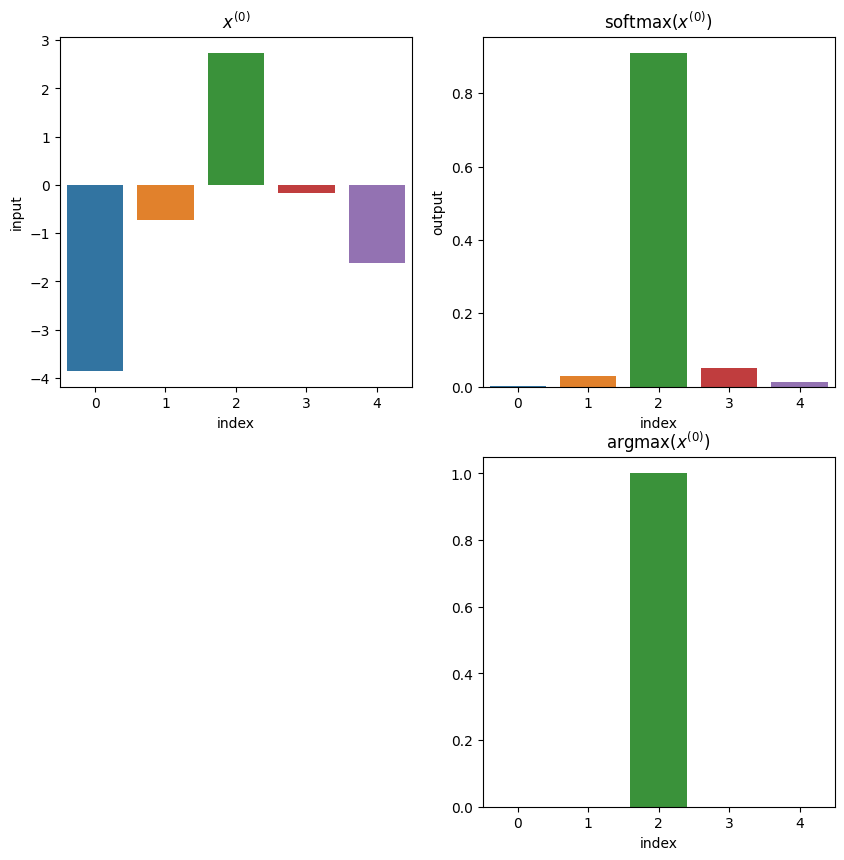 x^(0)
input
3
2
1
0
−1
−2
−3
−4
0 1 2 3 4
index
softmax(x^(0))
output
0.8
0.6
0.4
0.2
0.0
0 1 2 3 4
index
argmax(x^(0))
1.0
0.8
0.6
0.4
0.2
0.0
0 1 2 3 4
index